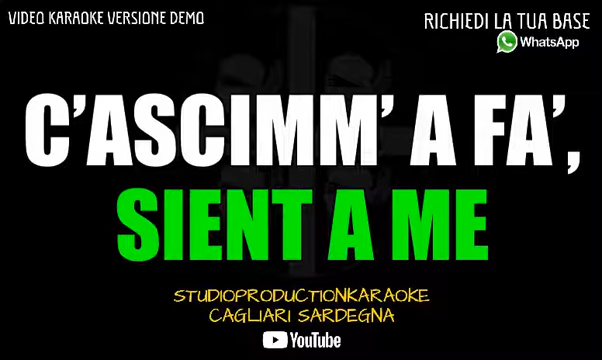 VIDEO KARAOKE VERSIONE DEMO
RICHIEDI LA TUA BASE
WhatsApp
C'ASCIMM' A FA',
SIENT A ME
STUDIOPRODUCTIONKARAOKE
CAGLIARI SARDEGNA
YouTube